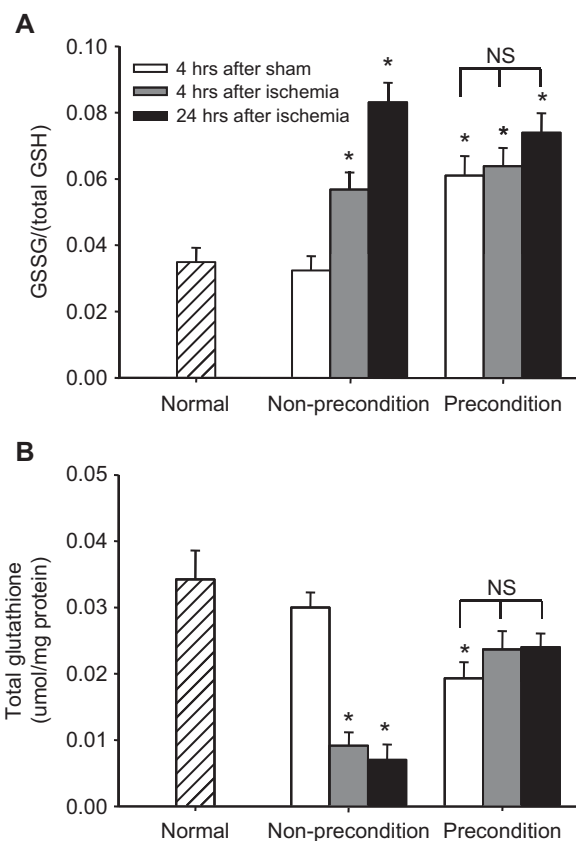 A
0.10
0.08
0.06
0.04
0.02
0.00
GSSG/(total GSH)
4 hrs after sham
4 hrs after ischemia
24 hrs after ischemia
*
*
NS
*
*
*
Normal
Non-precondition
Precondition
B
0.05
0.04
0.03
0.02
0.01
0.00
Total glutathione
(umol/mg protein)
*
*
NS
*
Normal
Non-precondition
Precondition